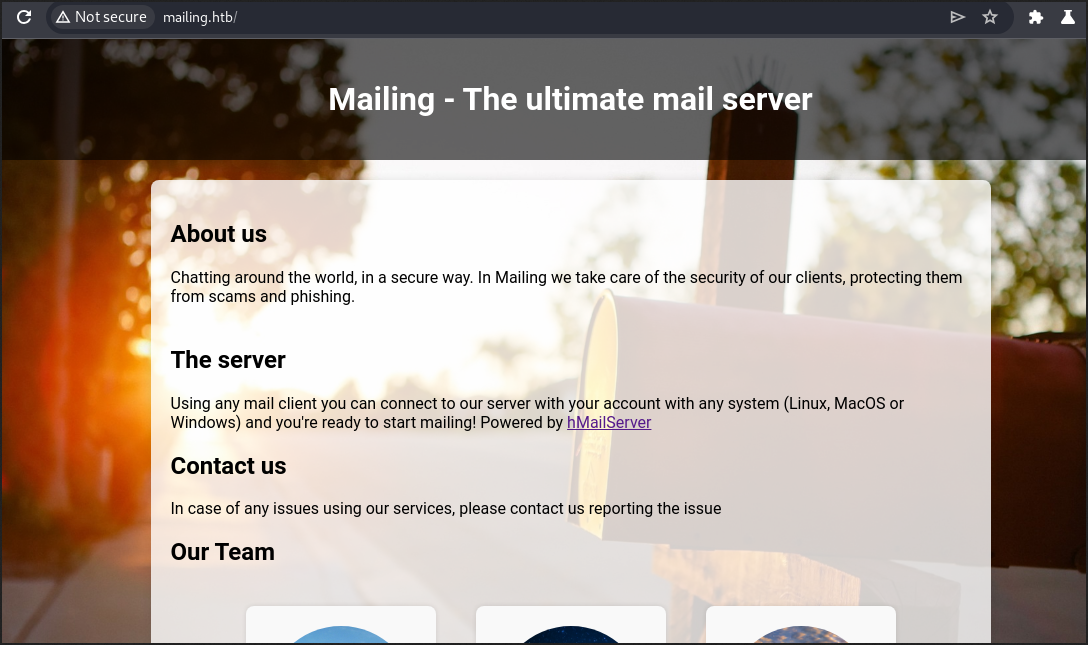 Not secure mailing.htb/
Mailing - The ultimate mail server
About us
Chatting around the world, in a secure way. In Mailing we take care of the security of our clients, protecting them
from scams and phishing.
The server
Using any mail client you can connect to our server with your account with any system (Linux, MacOS or
Windows) and you're ready to start mailing! Powered by hMailServer
Contact us
In case of any issues using our services, please contact us reporting the issue
Our Team